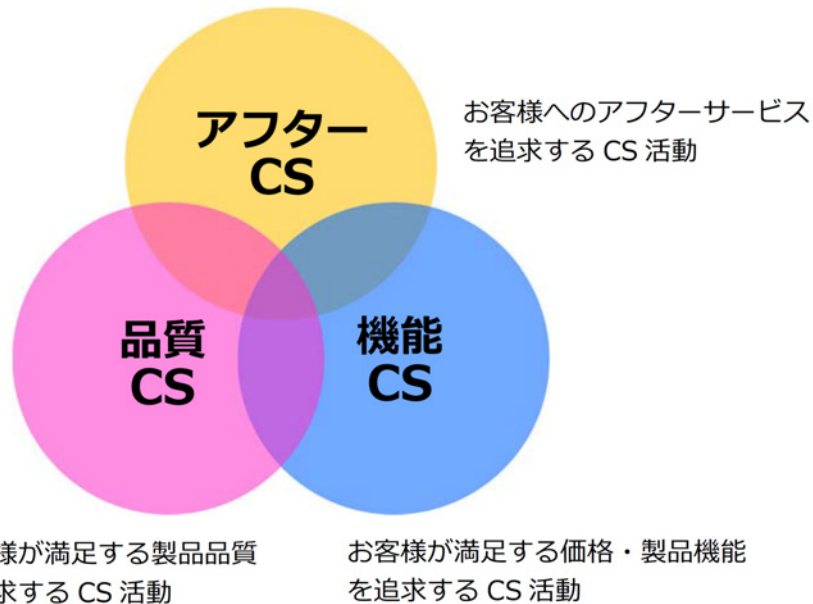 アフター
CS
お客様へのアフターサービス
を追求する CS 活動
品質
CS
機能
CS
様が満足する製品品質
求する CS 活動
お客様が満足する価格・製品機能
を追求する CS 活動